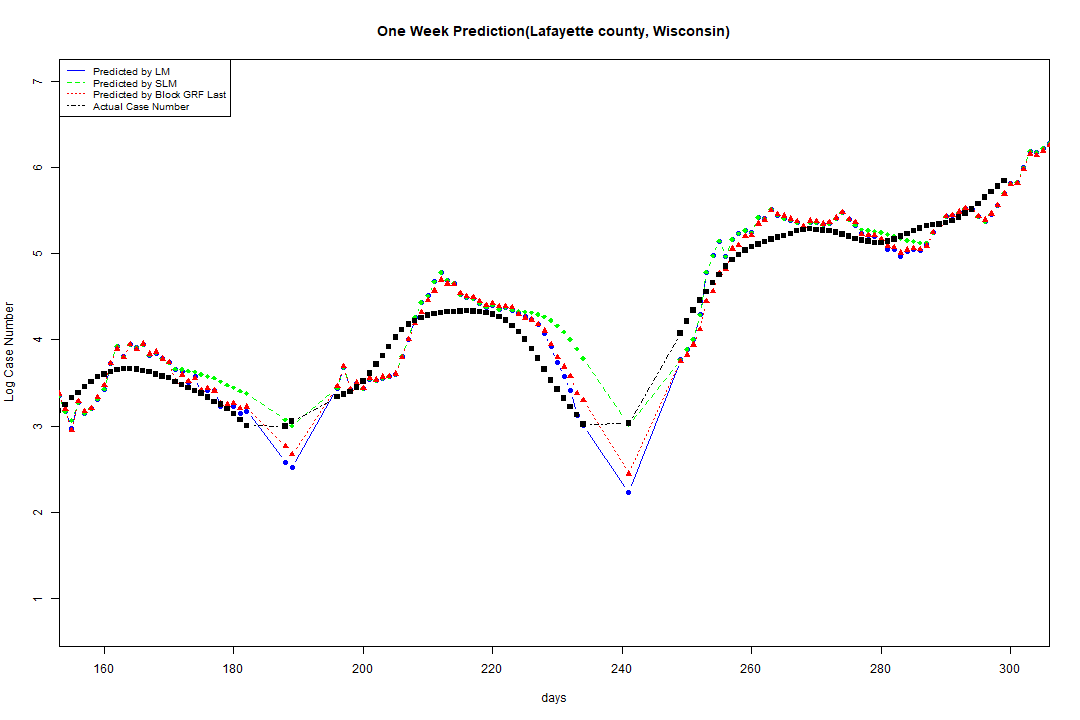 One Week Prediction(Lafayette county, Wisconsin)
Predicted by LM
Predicted by SLM
Predicted by Block GRF Last
Actual Case Number
7
6
5
4
3
2
1
Log Case Number
160 180 200 220 240 260 280 300
days